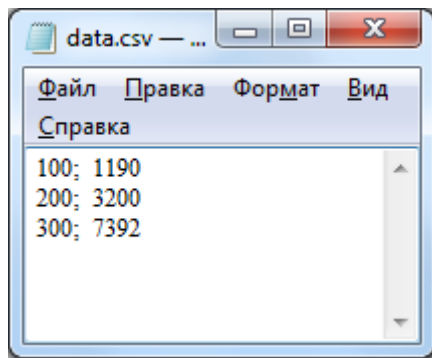 data.csv — ...
Файл Правка Формат Вид
Справка
100; 1190
200; 3200
300; 7392